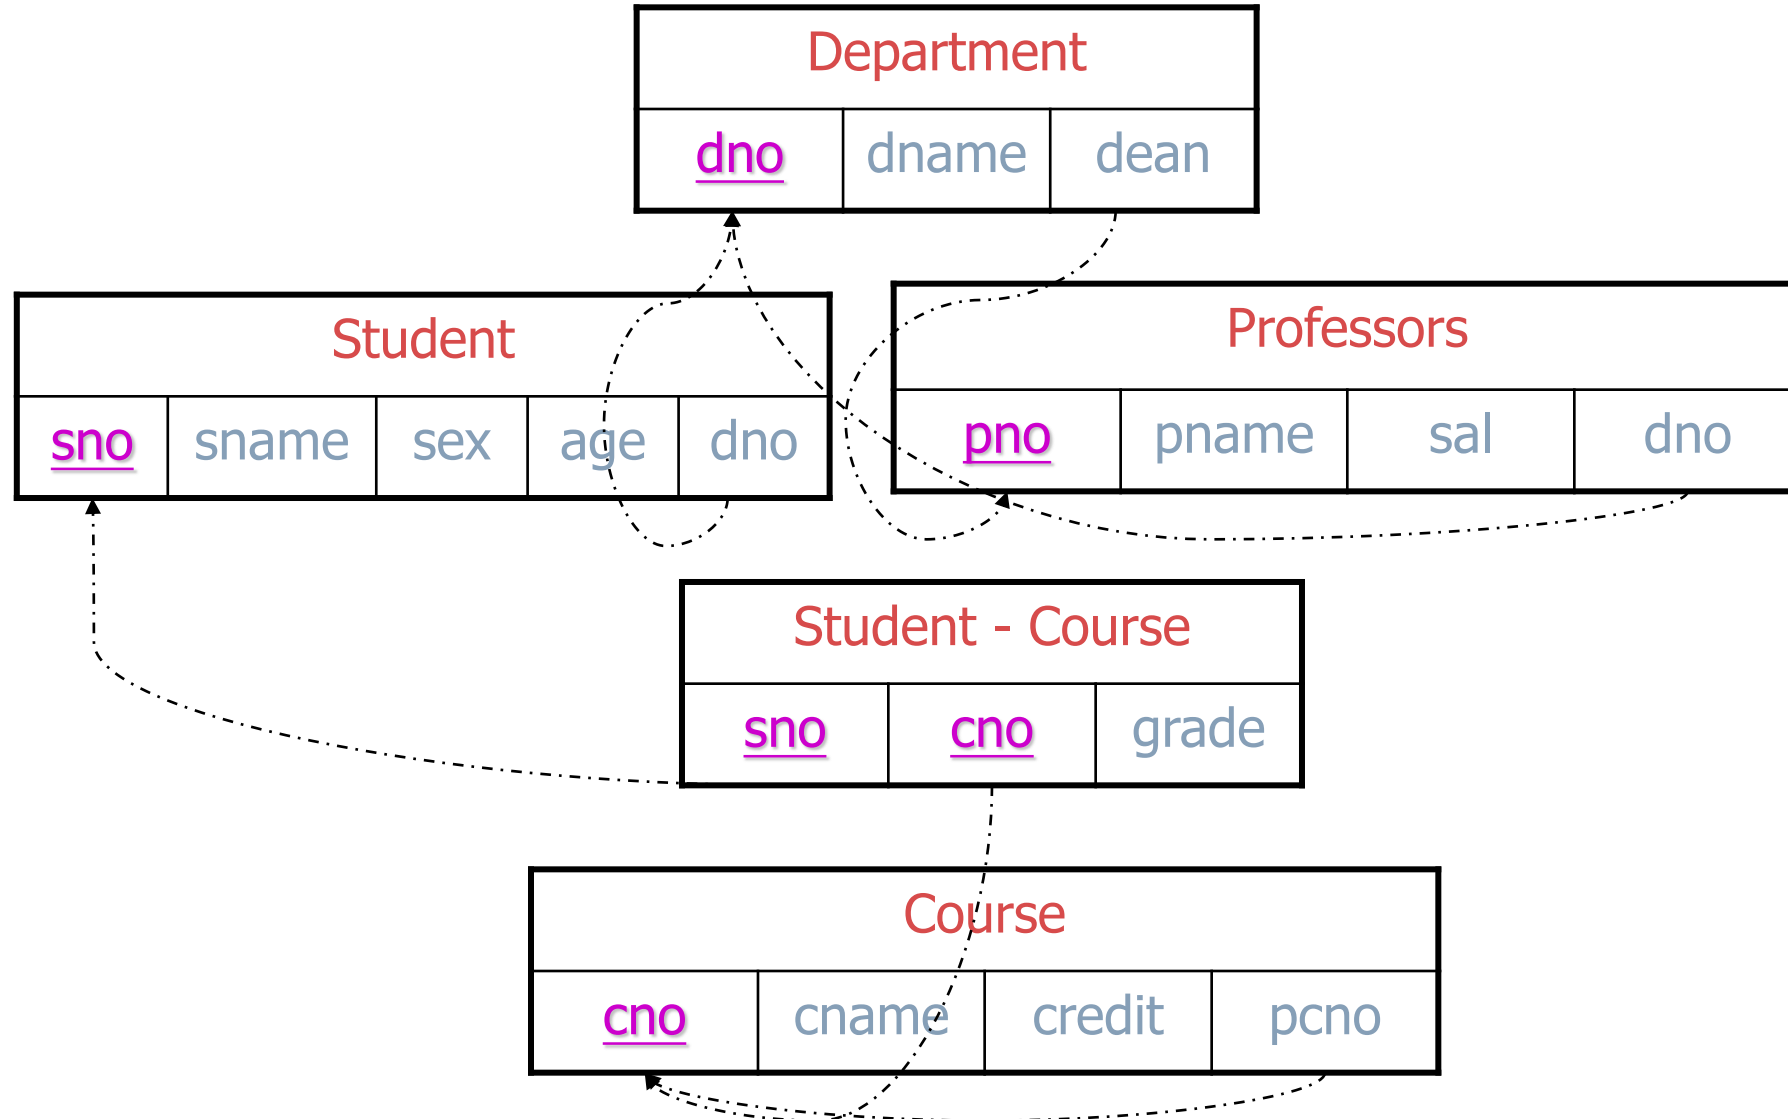 Department
dno dname dean
Student
sno sname sex age dno
Professors
pno pname sal dno
Student - Course
sno cno grade
Course
cno cname credit pcno